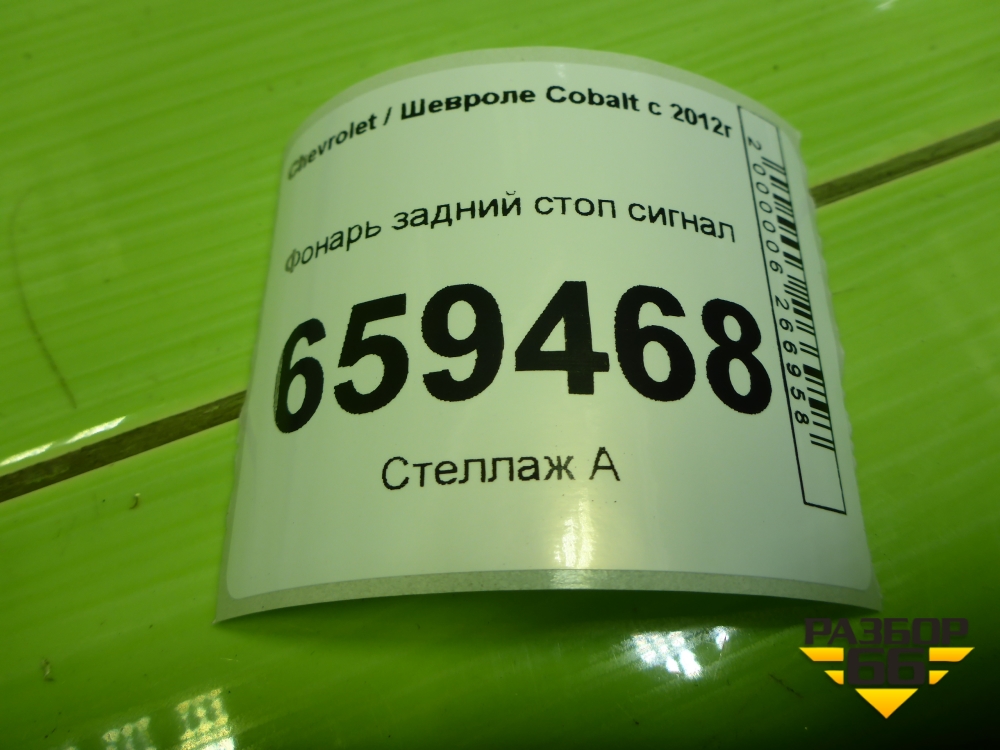 Chevrolet / Шевроле Cobalt с 2012г
Фонарь задний стоп сигнал
659468
Стеллаж А
2000006266958
РАЗБОР
66